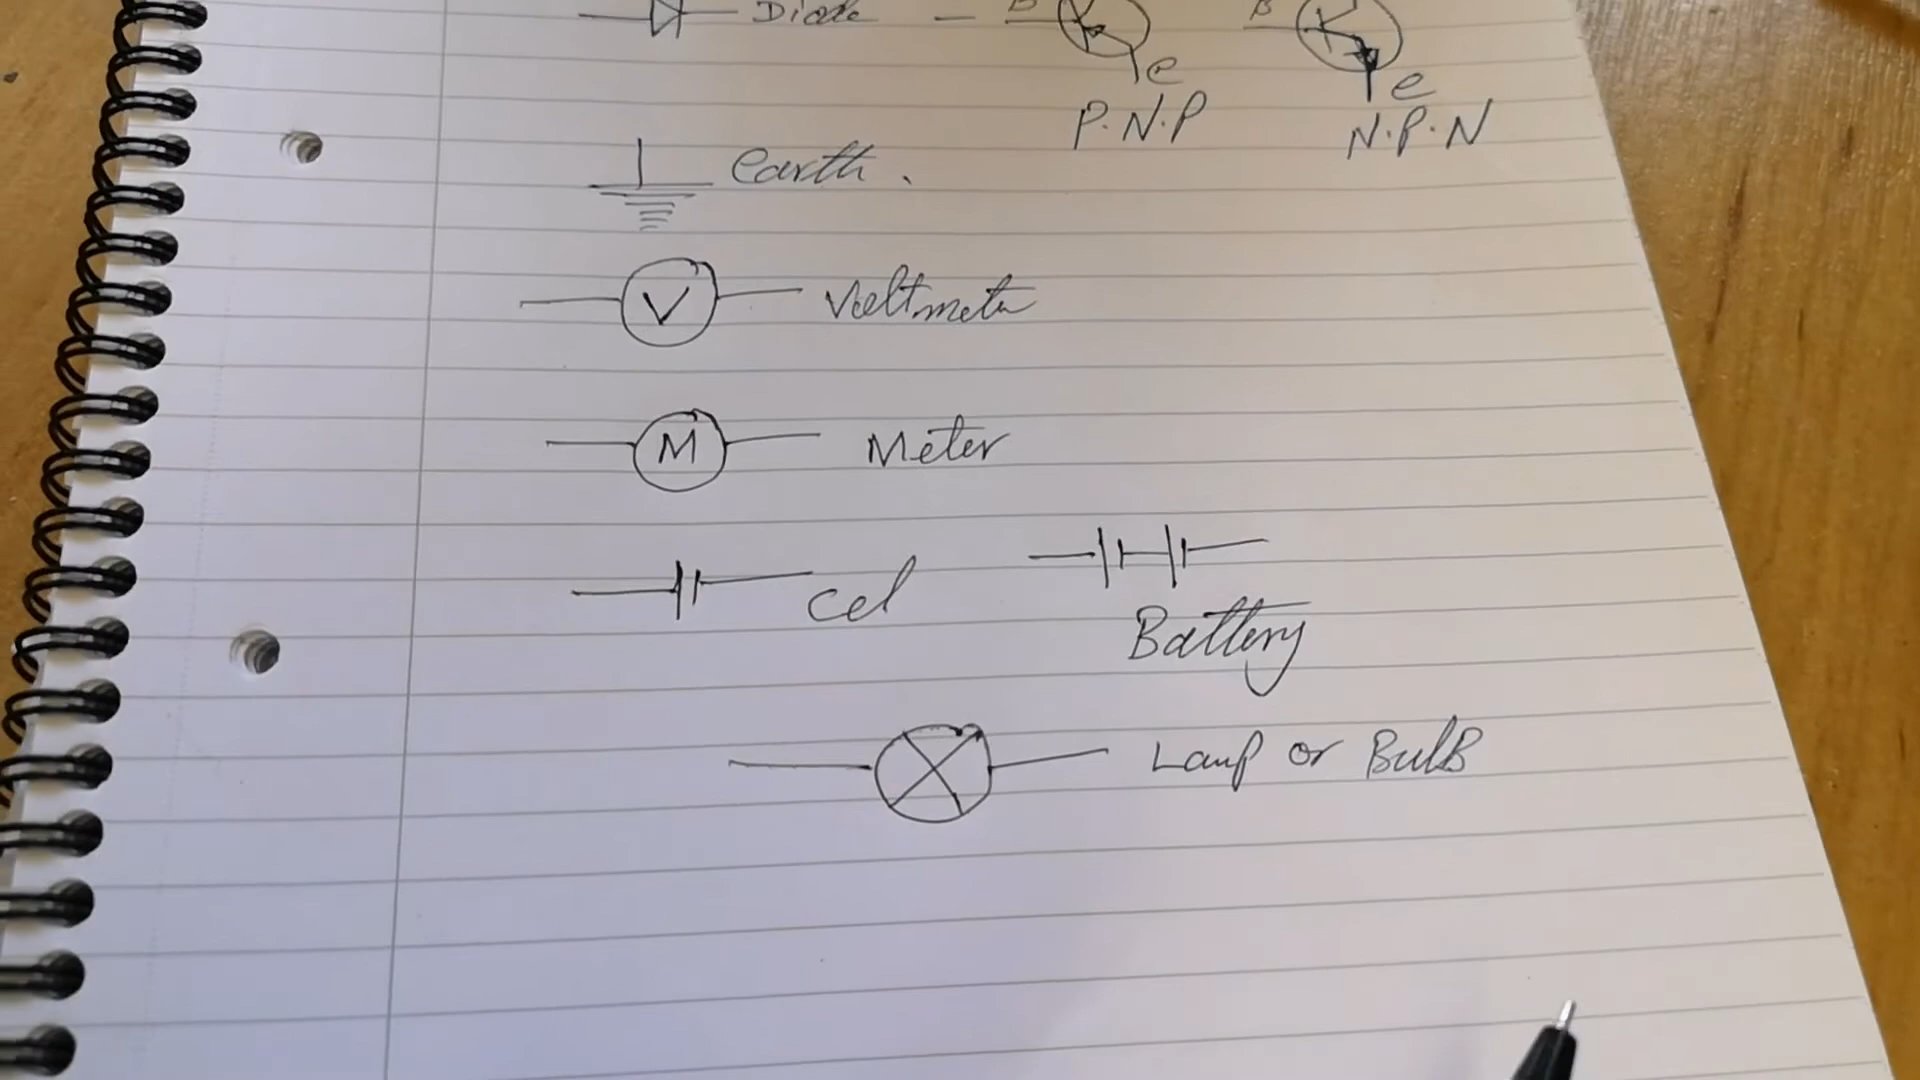 Diode B B
e e
P.N.P N.P.N
earth.
V Voltmeter
M Meter
Cel
Battery
Lamp or BulB